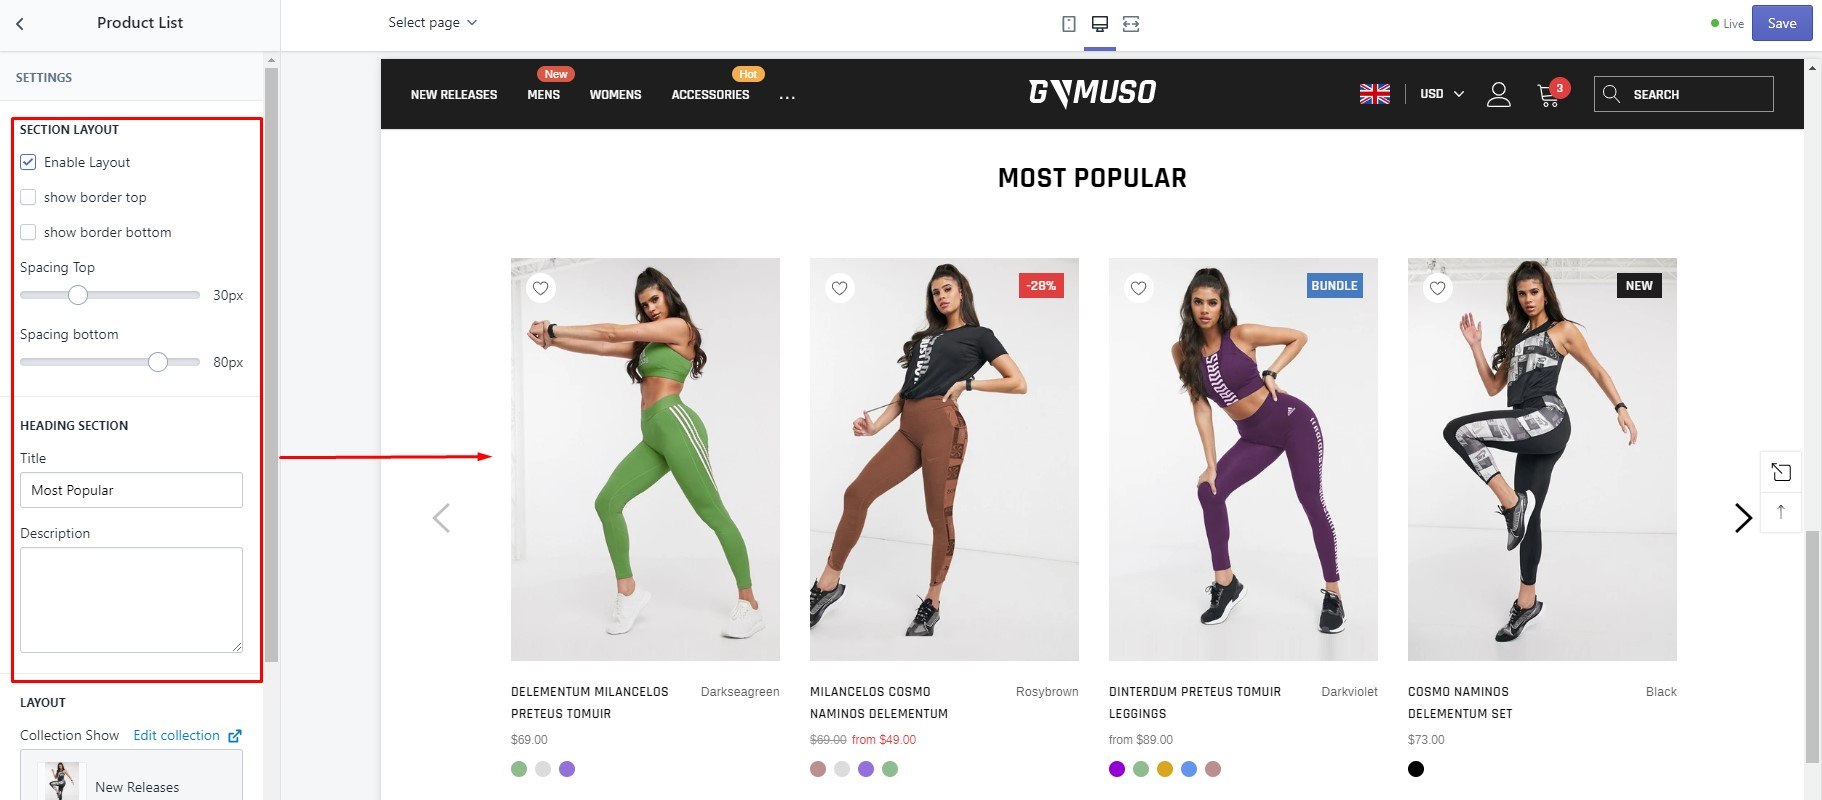 Product List
Select page
Live
Save
SETTINGS
SECTION LAYOUT
Enable Layout
show border top
show border bottom
Spacing Top
30px
Spacing bottom
80px
HEADING SECTION
Title
Most Popular
Description
LAYOUT
Collection Show Edit collection
New Releases
New
Hot
NEW RELEASES MENS WOMENS ACCESSORIES ...
GVMUSO
USD
3
SEARCH
MOST POPULAR
-28%
BUNDLE
NEW
DELEMENTUM MILANCELOS
PRETEUS TOMUIR
Darkseagreen
$69.00
MILANCELOS COSMO
NAMINOS DELEMENTUM
Rosybrown
$69.00 from $49.00
DINTERDUM PRETEUS TOMUIR
LEGGINGS
Darkviolet
from $89.00
COSMO NAMINOS
DELEMENTUM SET
Black
$73.00